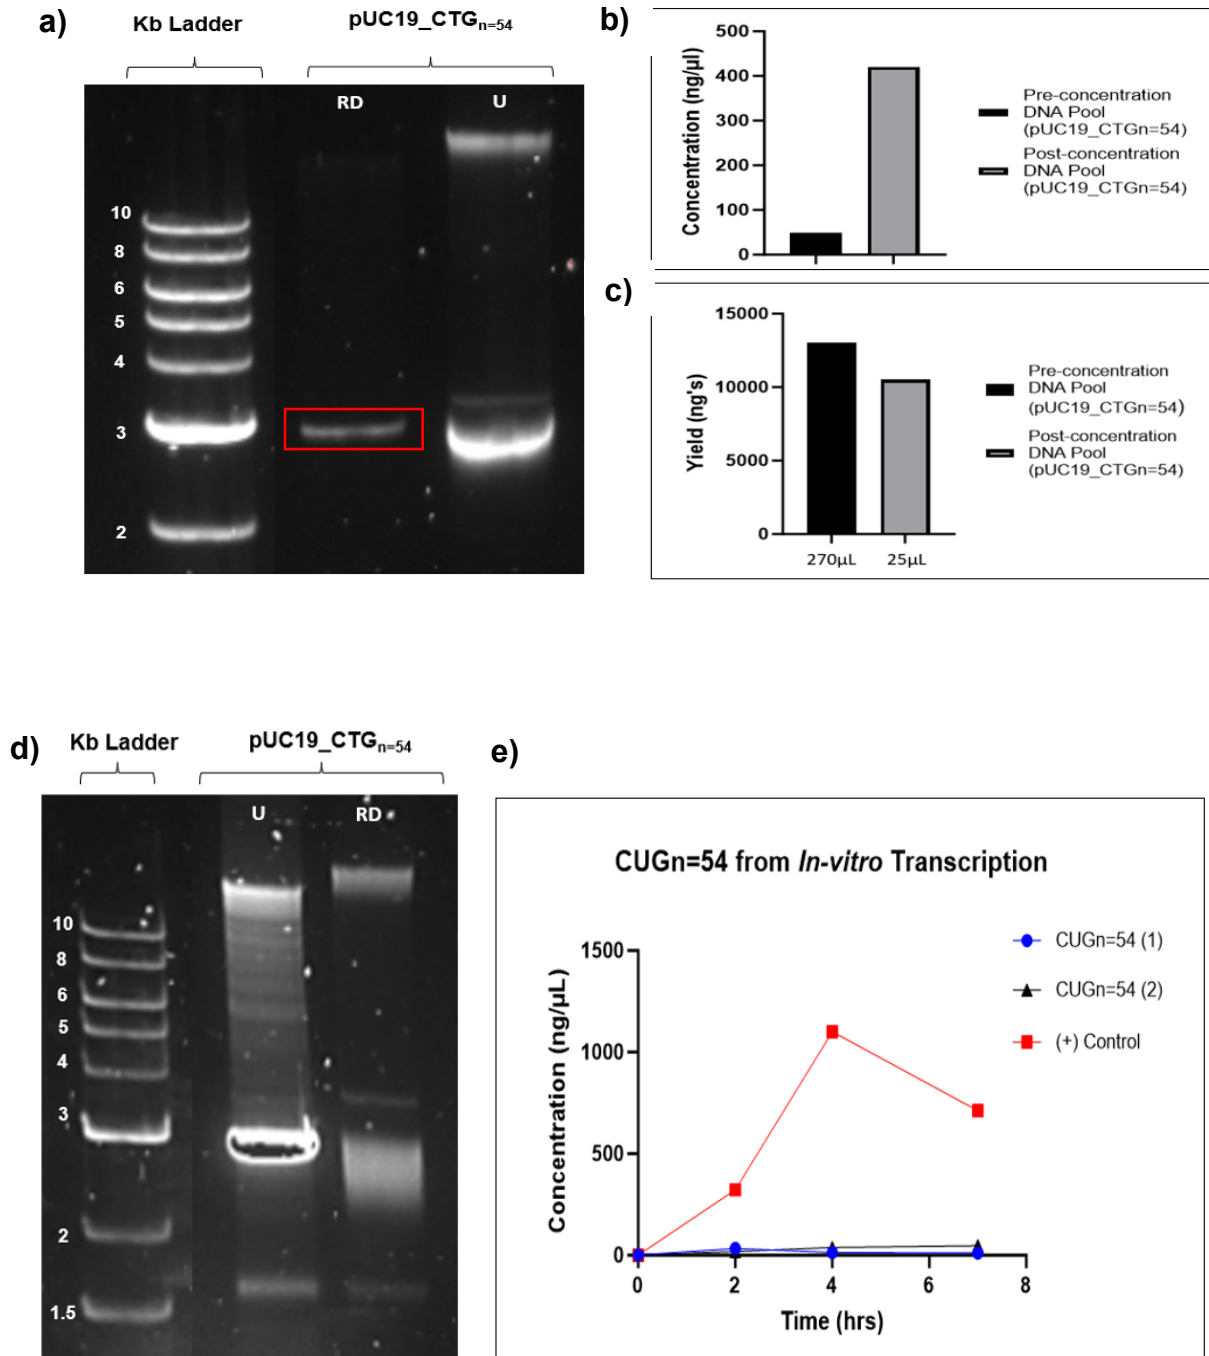 a)
Kb Ladder
pUC19_CTGn=54
RD
U
10
8
6
5
4
3
2
b)
Concentration (ng/µl)
500
400
300
200
100
0
Pre-concentration
DNA Pool
(pUC19_CTGn=54)
Post-concentration
DNA Pool
(pUC19_CTGn=54)
c)
Yield (ng's)
15000
10000
5000
0
270µL
25µL
Pre-concentration
DNA Pool
(pUC19_CTGn=54)
Post-concentration
DNA Pool
(pUC19_CTGn=54)
d)
Kb Ladder
pUC19_CTGn=54
U
RD
10
8
6
5
4
3
2
1.5
e)
CUGn=54 from In-vitro Transcription
Concentration (ng/µL)
1500
1000
500
0
0
2
4
6
8
Time (hrs)
CUGn=54 (1)
CUGn=54 (2)
(+) Control